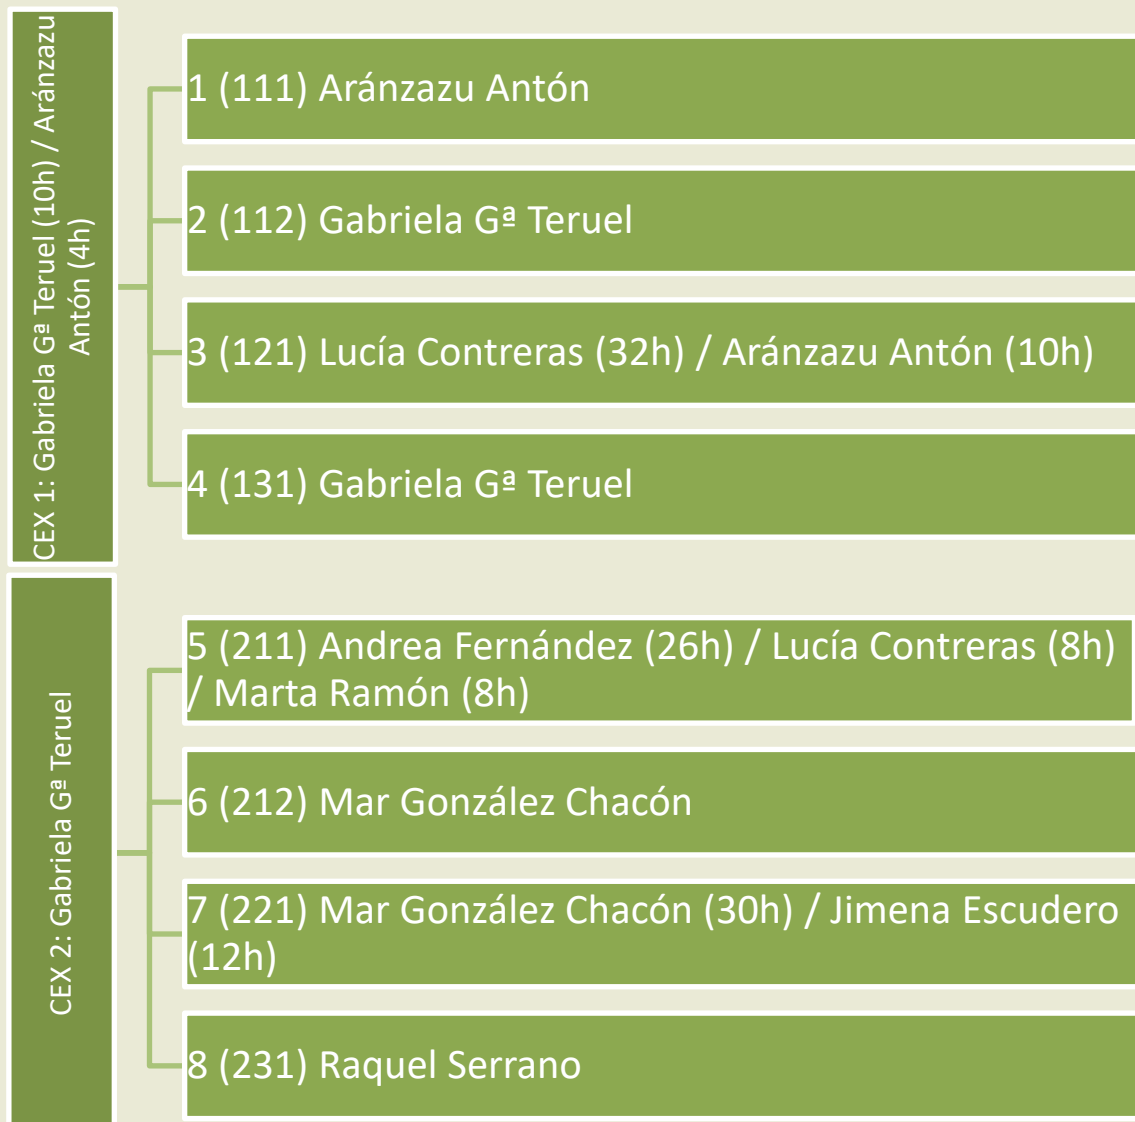 CEX 1: Gabriela Gª Teruel (10h) / Aránzazu
Antón (4h)
1 (111) Aránzazu Antón
2 (112) Gabriela Gª Teruel
3 (121) Lucía Contreras (32h) / Aránzazu Antón (10h)
4 (131) Gabriela Gª Teruel
CEX 2: Gabriela Gª Teruel
5 (211) Andrea Fernández (26h) / Lucía Contreras (8h)
/ Marta Ramón (8h)
6 (212) Mar González Chacón
7 (221) Mar González Chacón (30h) / Jimena Escudero
(12h)
8 (231) Raquel Serrano